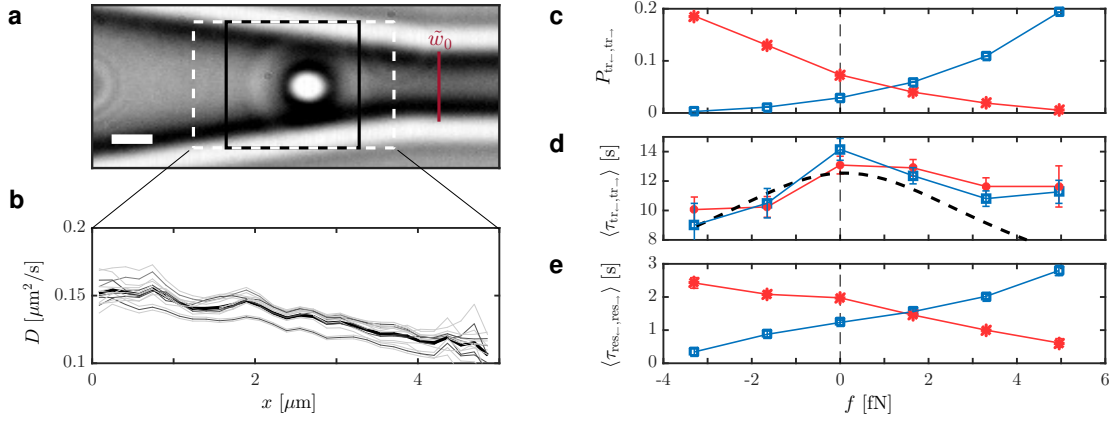 a
w̃₀
b
0.2
0.15
0.1
D [μm²/s]
0
2
4
x [μm]
c
0.2
0.1
0
P_tr←,tr→
d
14
12
10
8
⟨τ_tr←,tr→⟩ [s]
e
3
2
1
0
⟨τ_res←,res→⟩ [s]
-4
-2
0
2
4
6
f [fN]